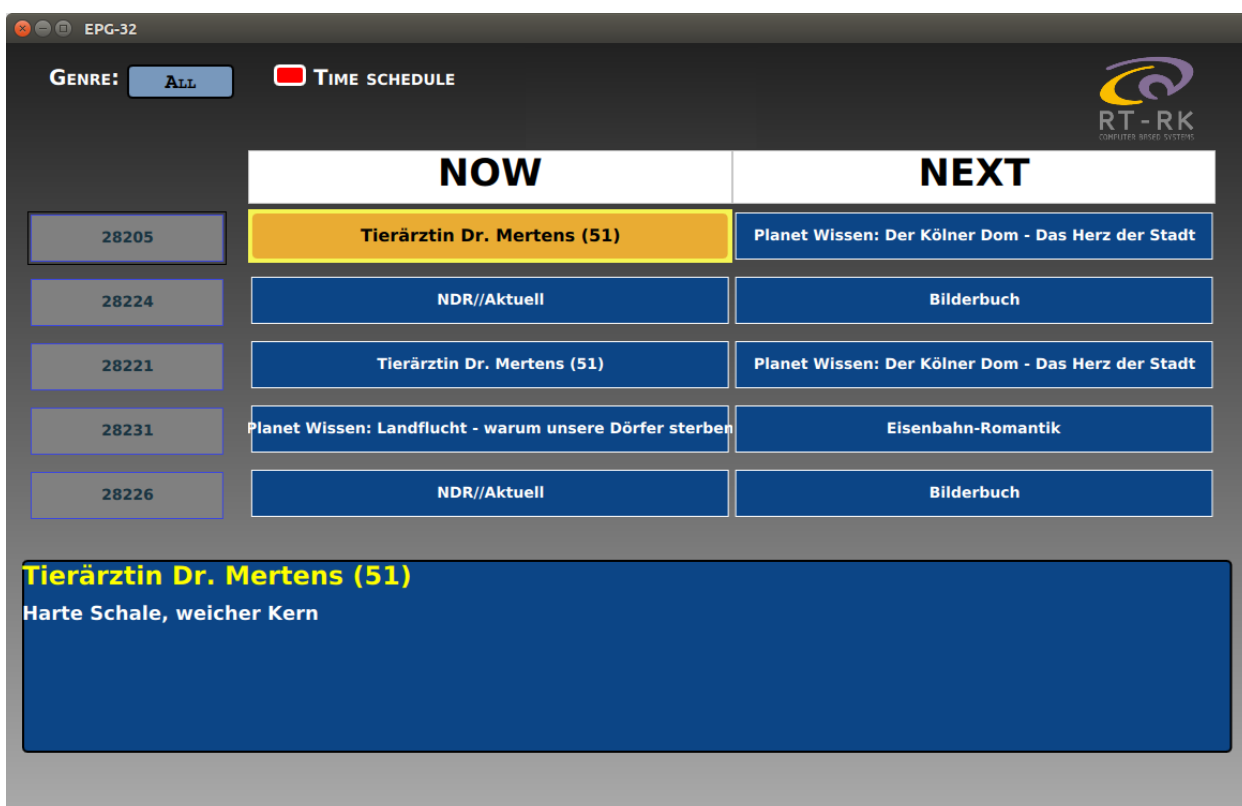 EPG-32
GENRE: ALL TIME SCHEDULE
RT-RK
COMPUTER BASED SYSTEMS
NOW NEXT
28205 Tierärztin Dr. Mertens (51) Planet Wissen: Der Kölner Dom - Das Herz der Stadt
28224 NDR//Aktuell Bilderbuch
28221 Tierärztin Dr. Mertens (51) Planet Wissen: Der Kölner Dom - Das Herz der Stadt
28231 Planet Wissen: Landflucht - warum unsere Dörfer sterben Eisenbahn-Romantik
28226 NDR//Aktuell Bilderbuch
Tierärztin Dr. Mertens (51)
Harte Schale, weicher Kern